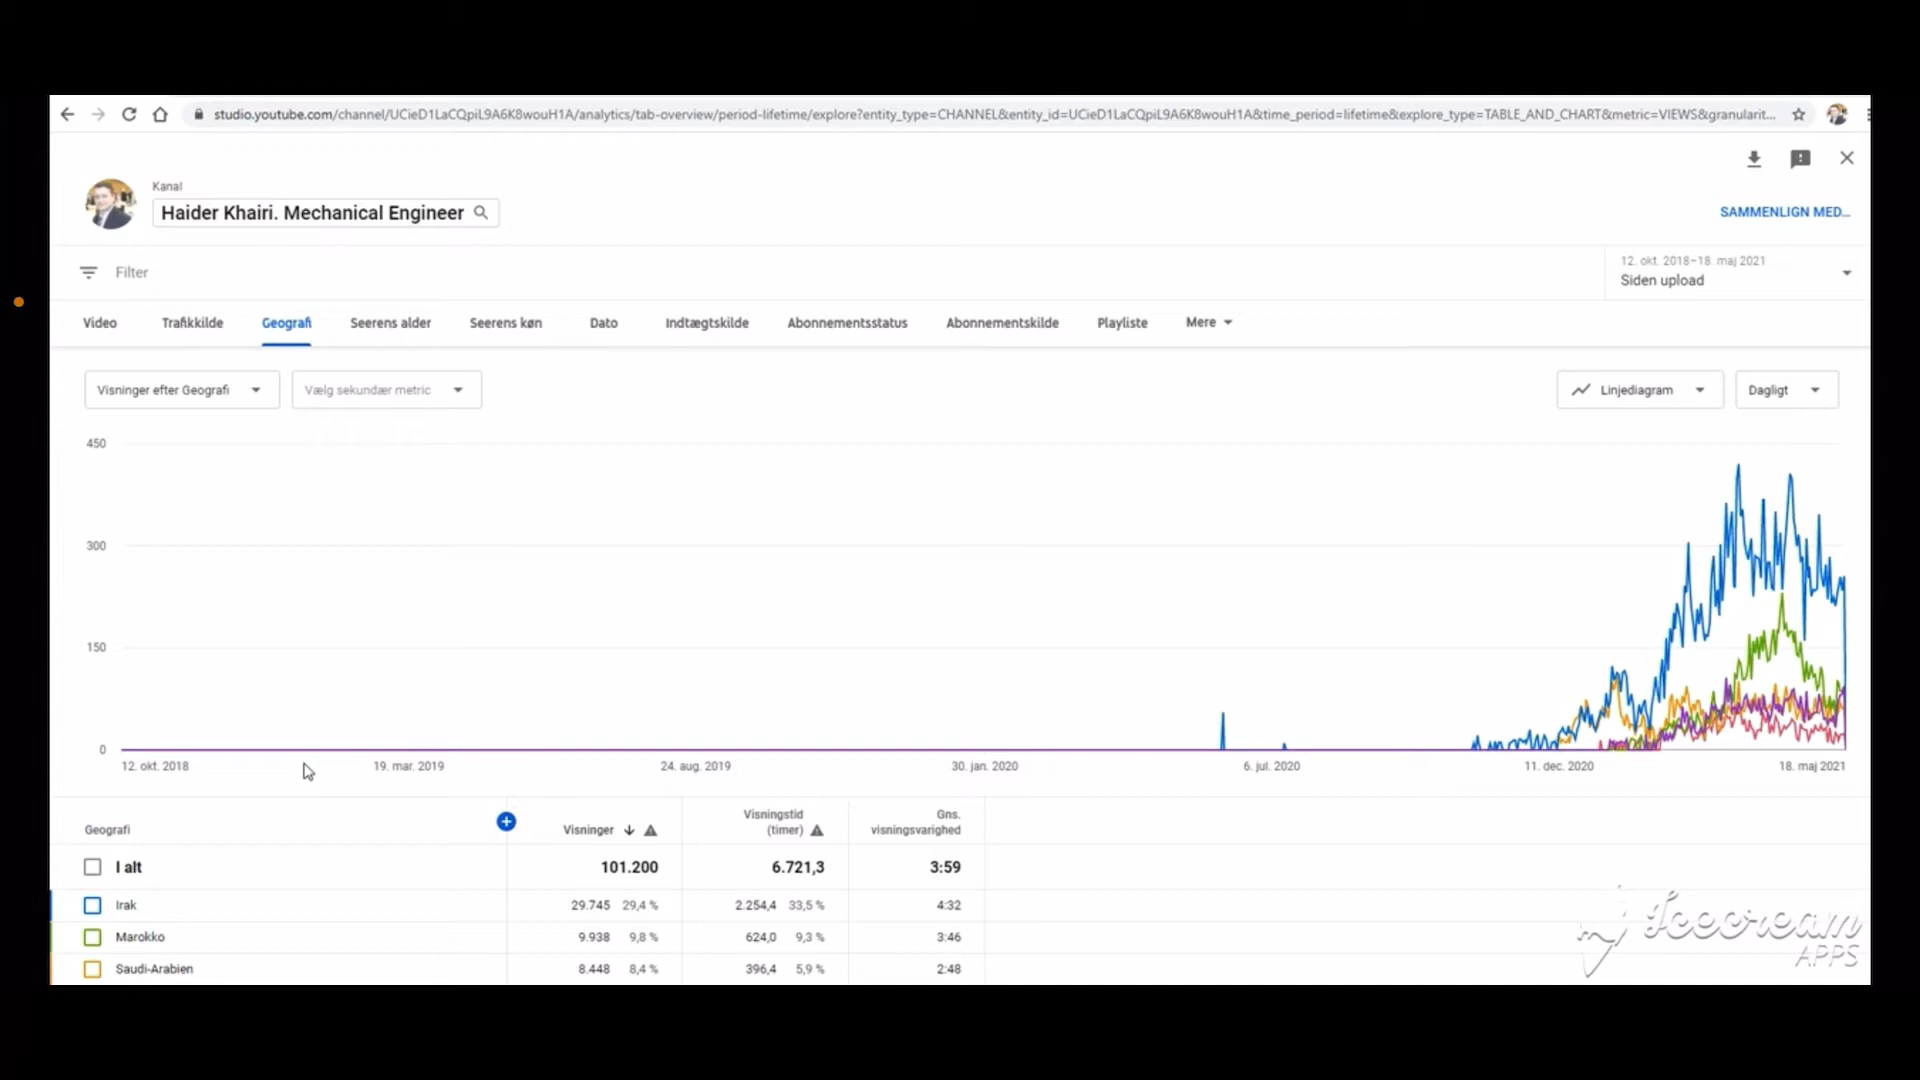 studio.youtube.com/channel/UCieD1LaCQpiL9A6K8wouH1A/analytics/tab-overview/period-lifetime/explore?entity_type=CHANNEL&entity_id=UCieD1LaCQpiL9A6K8wouH1A&time_period=lifetime&explore_type=TABLE_AND_CHART&metric=VIEWS&granularit...
Kanal
Haider Khairi. Mechanical Engineer
SAMMENLIGN MED...
Filter
12. okt. 2018–18. maj 2021
Siden upload
Video Trafikkilde Geografi Seerens alder Seerens køn Dato Indtægtskilde Abonnementsstatus Abonnementskilde Playliste Mere
Visninger efter Geografi Vælg sekundær metric Linjediagram Dagligt
450
300
150
0
12. okt. 2018 19. mar. 2019 24. aug. 2019 30. jan. 2020 6. jul. 2020 11. dec. 2020 18. maj 2021
Geografi Visninger Visningstid (timer) Gns. visningsvarighed
I alt 101.200 6.721,3 3:59
Irak 29.745 29,4 % 2.254,4 33,5 % 4:32
Marokko 9.938 9,8 % 624,0 9,3 % 3:46
Saudi-Arabien 8.448 8,4 % 396,4 5,9 % 2:48
Icecream
APPS